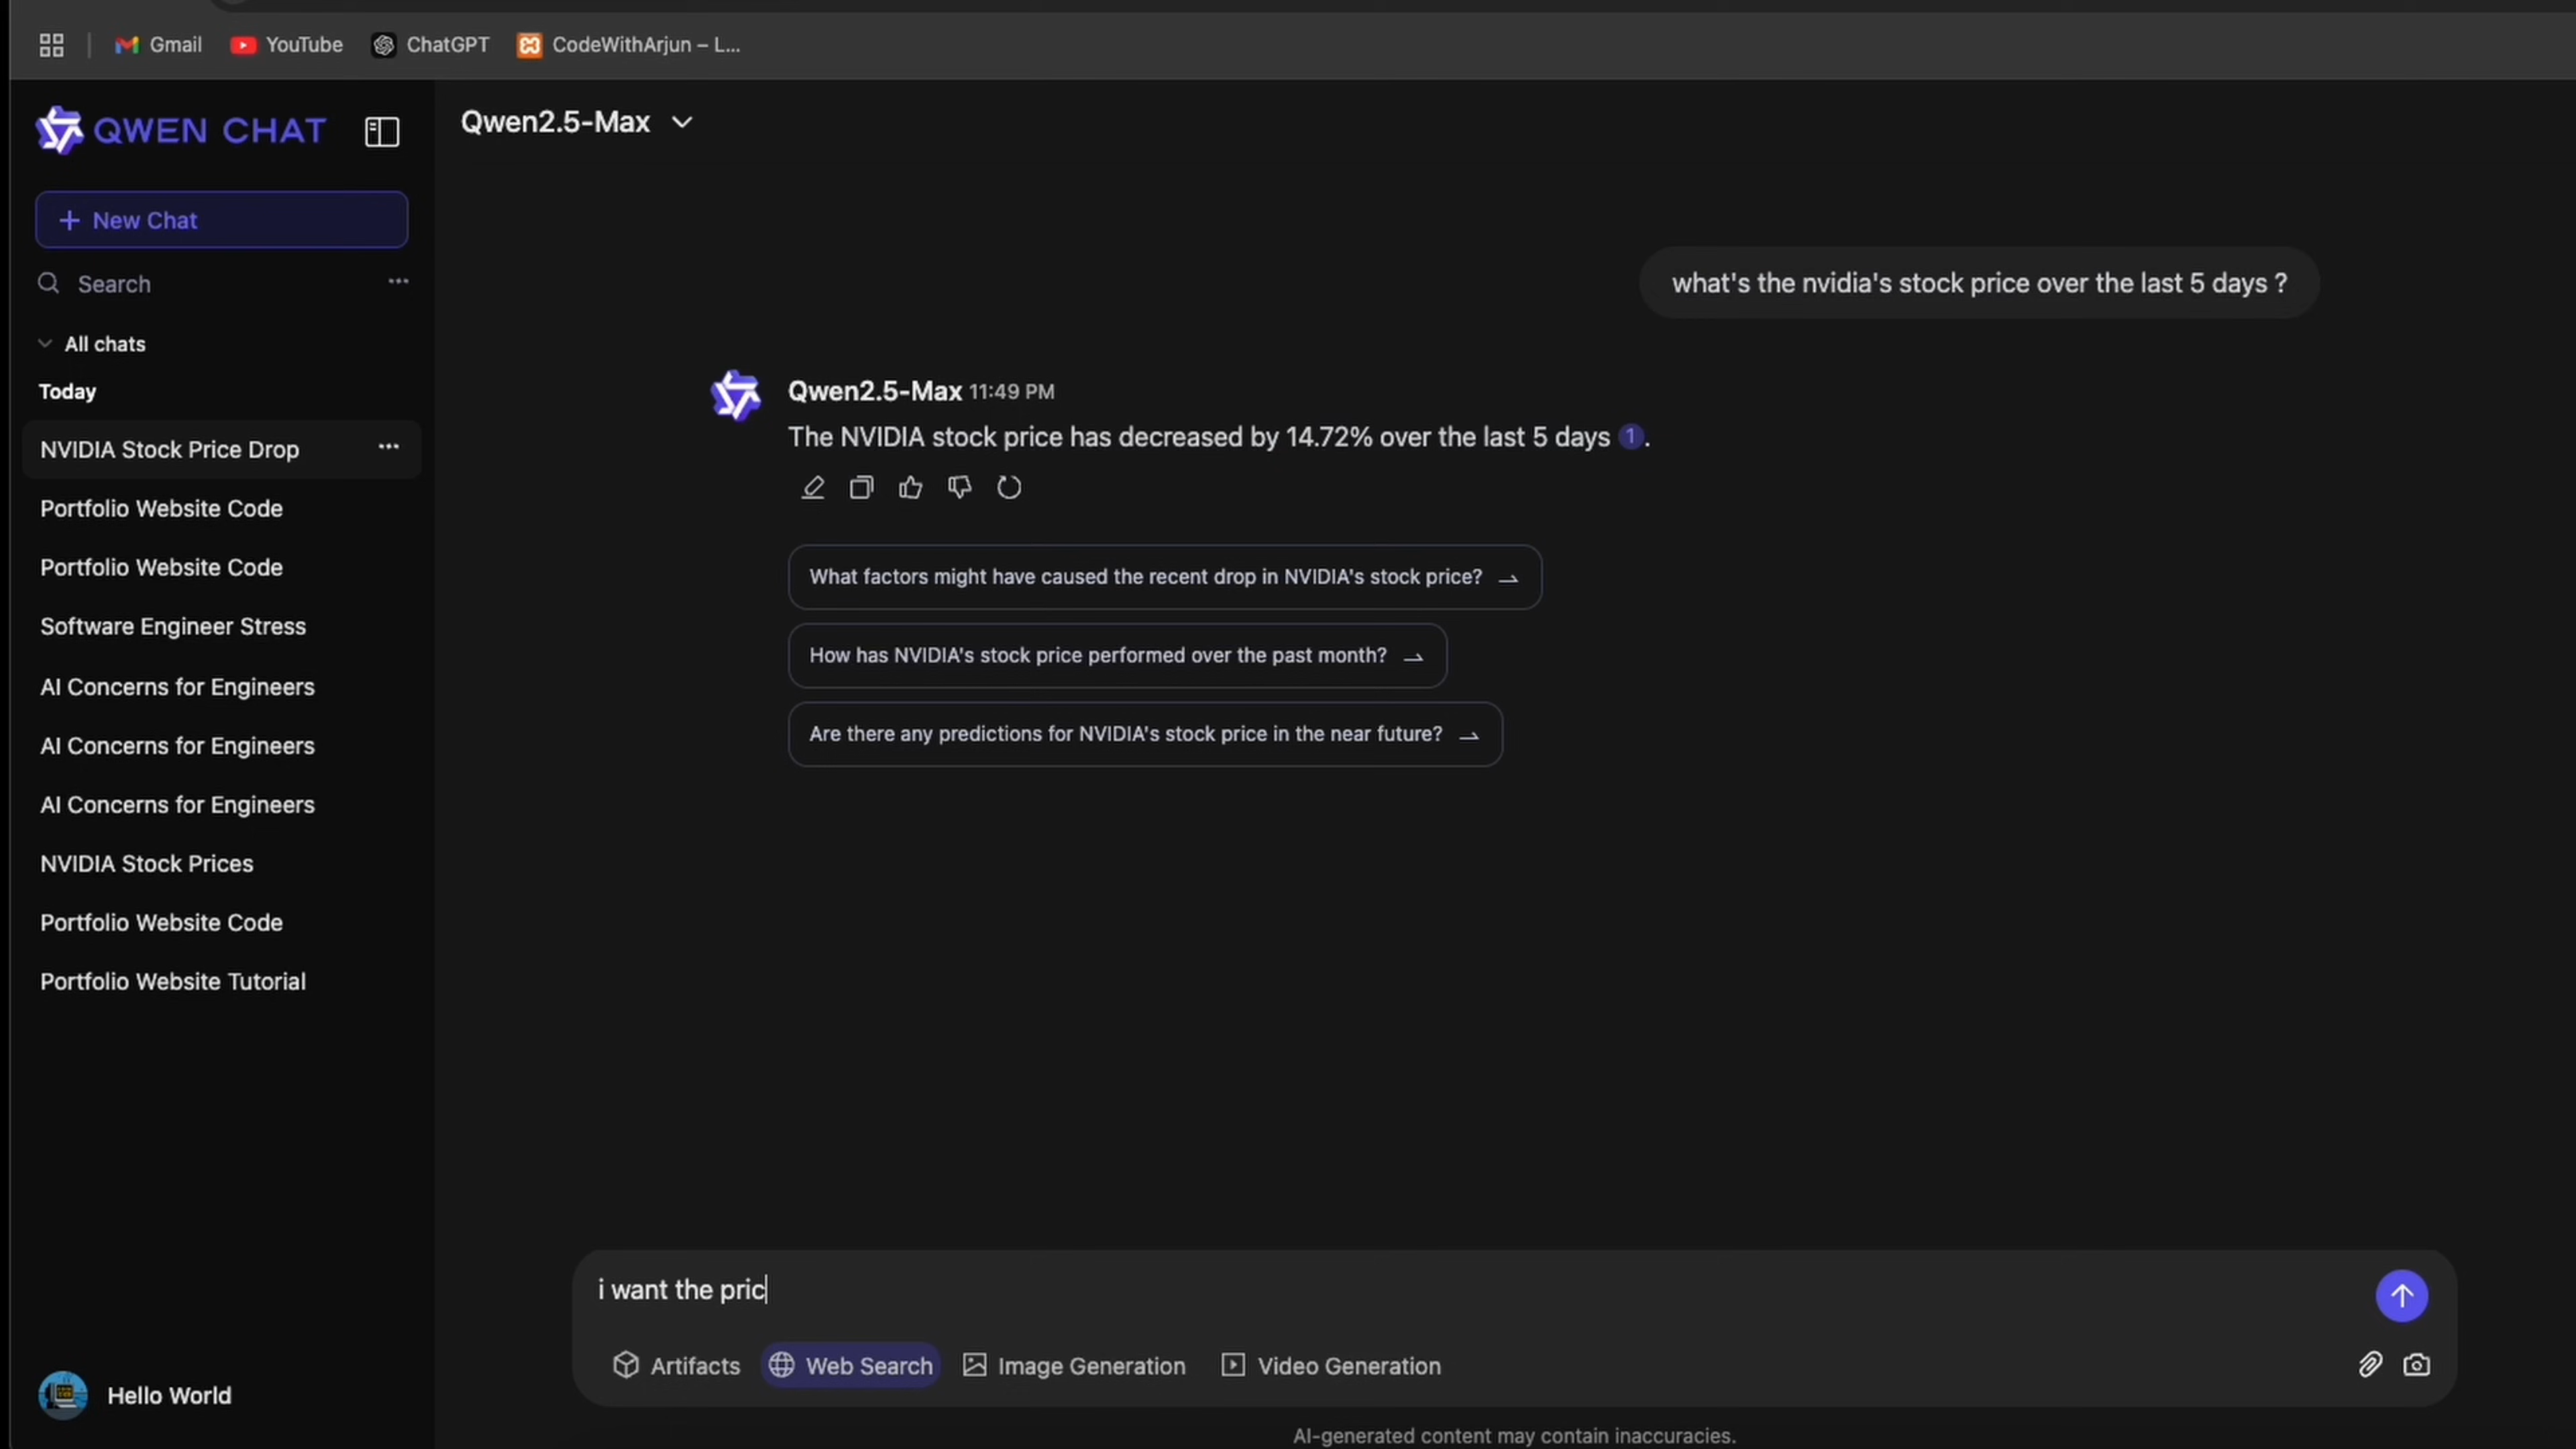 Gmail
YouTube
ChatGPT
CodeWithArjun – L...
QWEN CHAT
New Chat
Search
All chats
Today
NVIDIA Stock Price Drop
Portfolio Website Code
Portfolio Website Code
Software Engineer Stress
AI Concerns for Engineers
AI Concerns for Engineers
AI Concerns for Engineers
NVIDIA Stock Prices
Portfolio Website Code
Portfolio Website Tutorial
Hello World
Qwen2.5-Max
what's the nvidia's stock price over the last 5 days ?
Qwen2.5-Max 11:49 PM
The NVIDIA stock price has decreased by 14.72% over the last 5 days 1.
What factors might have caused the recent drop in NVIDIA's stock price?
How has NVIDIA's stock price performed over the past month?
Are there any predictions for NVIDIA's stock price in the near future?
i want the pric
Artifacts Web Search Image Generation Video Generation
AI-generated content may contain inaccuracies.